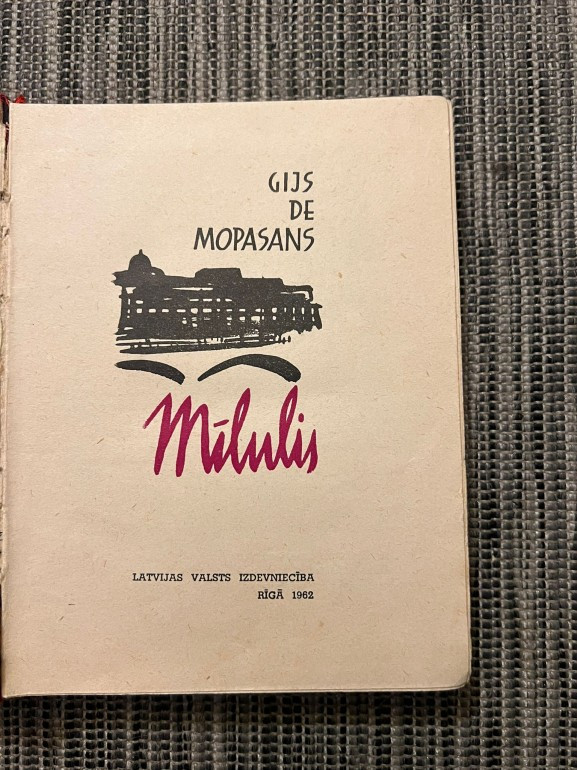 GIJS
DE
MOPASANS
Mīlulis
LATVIJAS VALSTS IZDEVNIECĪBA
RĪGĀ 1962